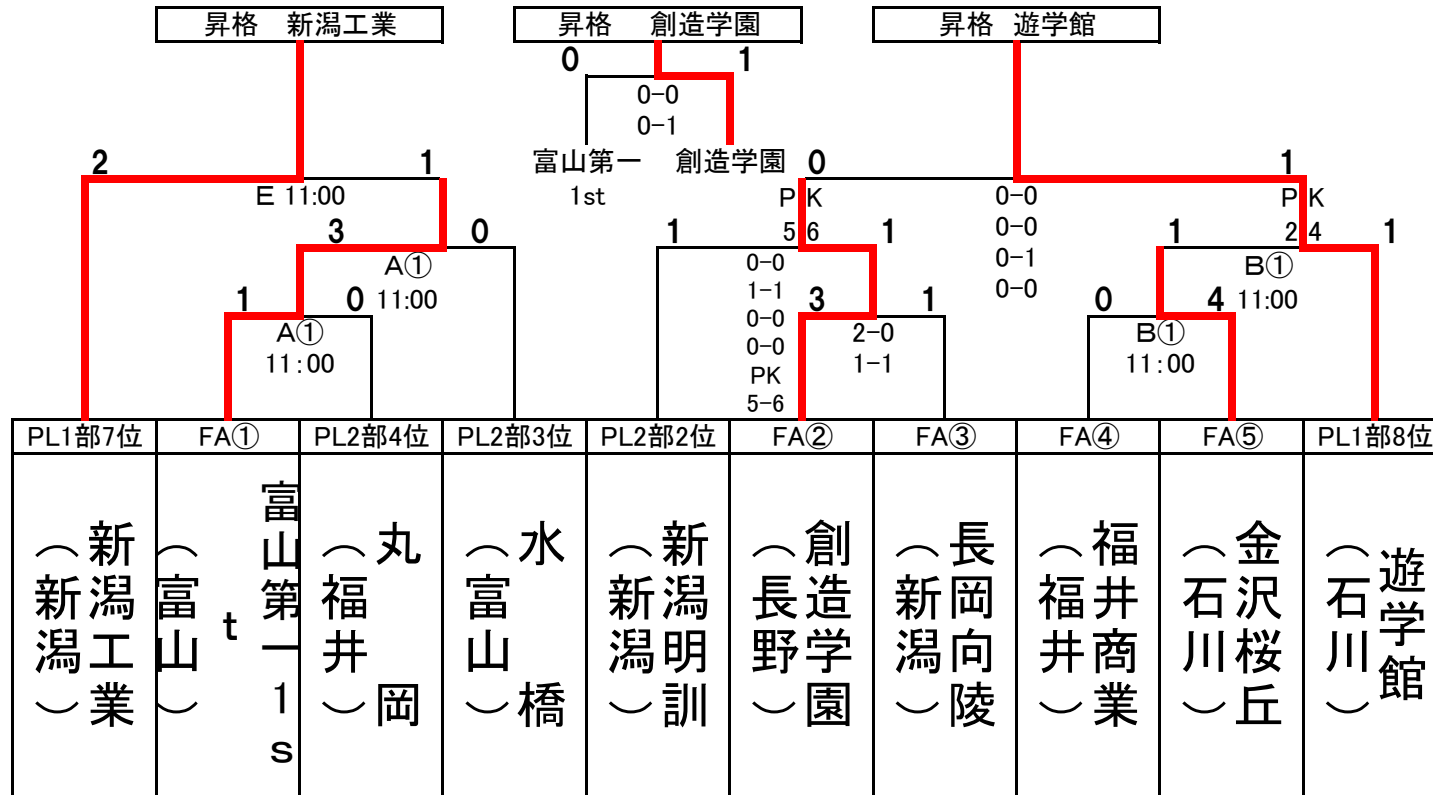 昇格 新潟工業
昇格 創造学園
昇格 遊学館
0 1
0-0
0-1
富山第一 創造学園
1st
2 1
E 11:00
0 1
0-0
0-0
0-1
0-0
3 0
A①
11:00
1 PK 1
5 6
0-0
1-1
0-0
0-0
PK
5-6
1 PK 1
2 4
B①
11:00
1 0
A①
11:00
3 1
2-0
1-1
0 4
B①
11:00
PL1部7位
FA①
PL2部4位
PL2部3位
PL2部2位
FA②
FA③
FA④
FA⑤
PL1部8位
新潟工業
(新潟)
富山第一1s
t
(富山)
丸岡
(福井)
水橋
(富山)
新潟明訓
(新潟)
創造学園
(長野)
長岡向陵
(新潟)
福井商業
(福井)
金沢桜丘
(石川)
遊学館
(石川)